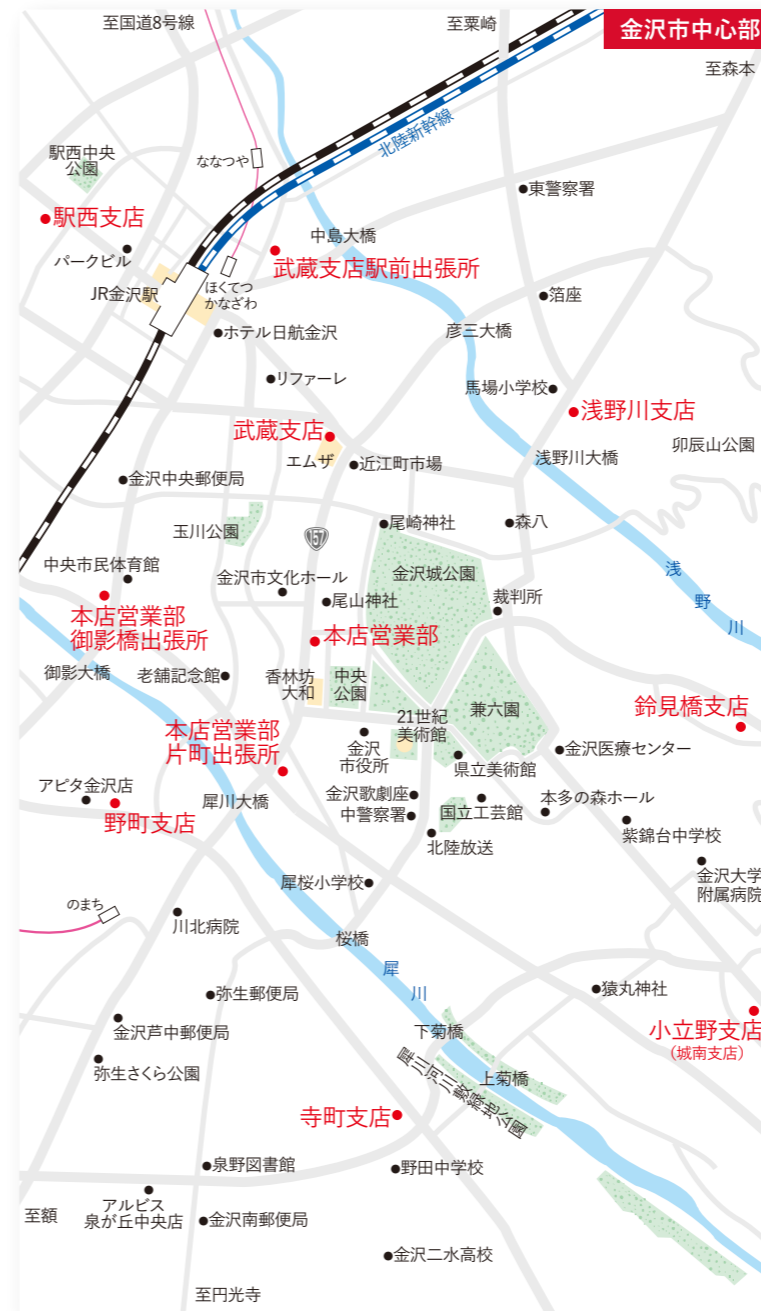 至国道8号線
至粟崎
金沢市中心部
至森本
北陸新幹線
駅西中央
公園
ななつや
東警察署
駅西支店
中島大橋
パークビル
武蔵支店駅前出張所
JR金沢駅
ほくてつ
かなざわ
箔座
ホテル日航金沢
彦三大橋
リファーレ
馬場小学校
浅野川支店
武蔵支店
卯辰山公園
エムザ
近江町市場
浅野川大橋
金沢中央郵便局
玉川公園
157
尾崎神社
森八
中央市民体育館
金沢市文化ホール
金沢城公園
浅
野
川
本店営業部
御影橋出張所
尾山神社
裁判所
本店営業部
御影大橋
老舗記念館
香林坊
大和
中央
公園
兼六園
鈴見橋支店
21世紀
美術館
本店営業部
片町出張所
金沢
市役所
県立美術館
金沢医療センター
アピタ金沢店
犀川大橋
金沢歌劇座
国立工芸館
本多の森ホール
野町支店
中警察署
北陸放送
紫錦台中学校
犀桜小学校
金沢大学
附属病院
のまち
川北病院
桜橋
犀
川
弥生郵便局
猿丸神社
金沢芦中郵便局
下菊橋
小立野支店
(城南支店)
弥生さくら公園
上菊橋
犀川河川敷緑地公園
寺町支店
泉野図書館
野田中学校
アルビス
泉が丘中央店
至額
金沢南郵便局
金沢二水高校
至円光寺